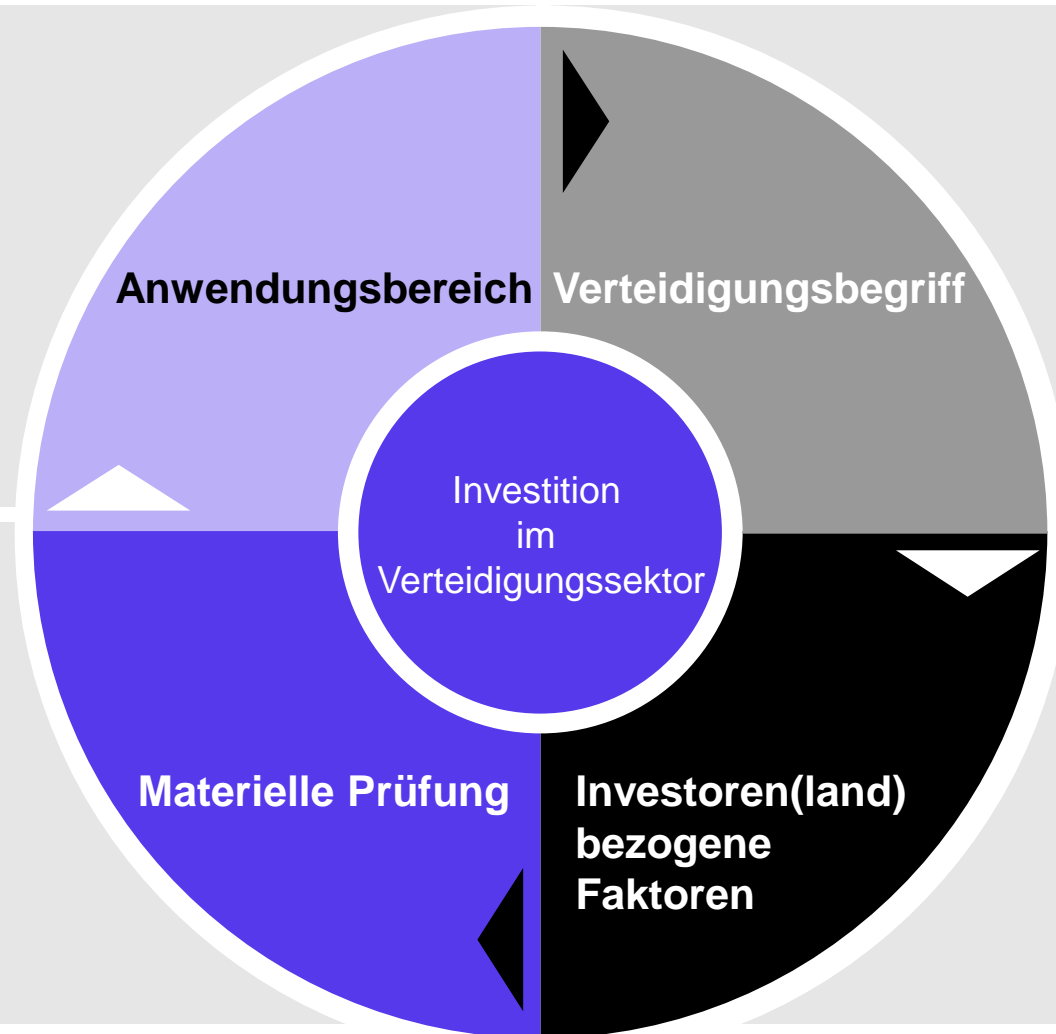 Anwendungsbereich
Verteidigungsbegriff
Investition
im
Verteidigungssektor
Materielle Prüfung
Investoren(land)
bezogene
Faktoren